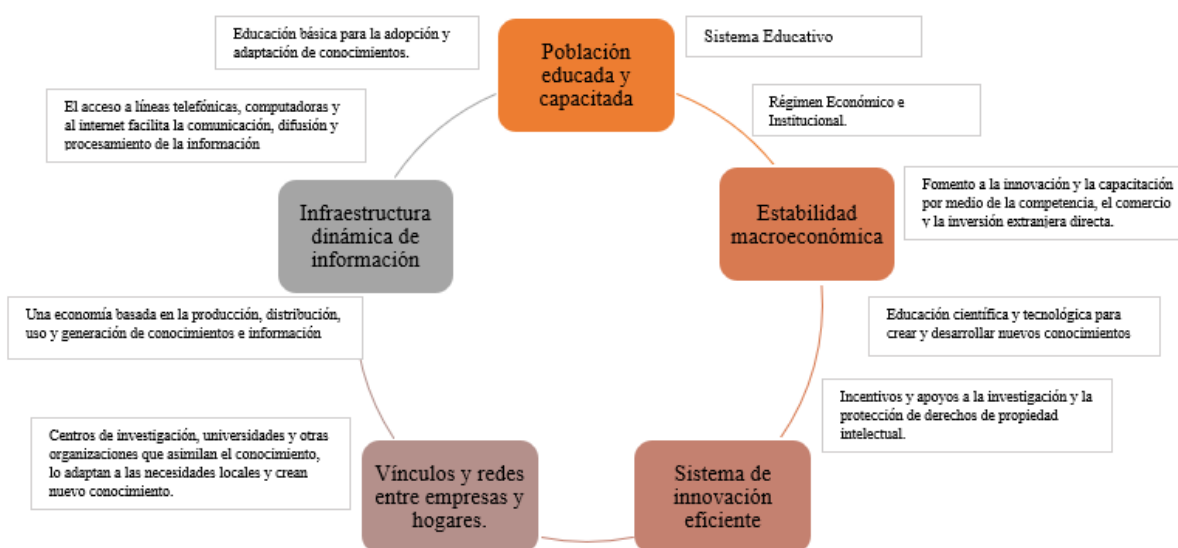 Educación básica para la adopción y
adaptación de conocimientos.
Población
educada y
capacitada
Sistema Educativo
El acceso a líneas telefónicas, computadoras y
al internet facilita la comunicación, difusión y
procesamiento de la información
Régimen Económico e
Institucional.
Infraestructura
dinámica de
información
Estabilidad
macroeconómica
Fomento a la innovación y la capacitación
por medio de la competencia, el comercio
y la inversión extranjera directa.
Una economía basada en la producción, distribución,
uso y generación de conocimientos e información
Educación científica y tecnológica para
crear y desarrollar nuevos conocimientos
Incentivos y apoyos a la investigación y la
protección de derechos de propiedad
intelectual.
Centros de investigación, universidades y otras
organizaciones que asimilan el conocimiento,
lo adaptan a las necesidades locales y crean
nuevo conocimiento.
Vínculos y redes
entre empresas y
hogares.
Sistema de
innovación
eficiente